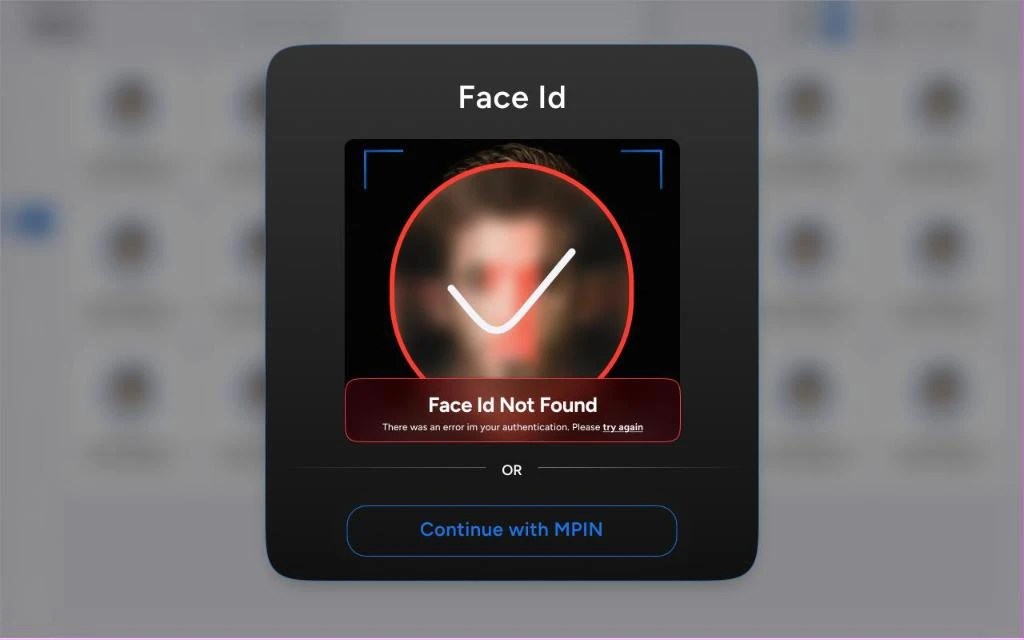 Face Id
Face Id Not Found
There was an error im your authentication. Please try again
OR
Continue with MPIN